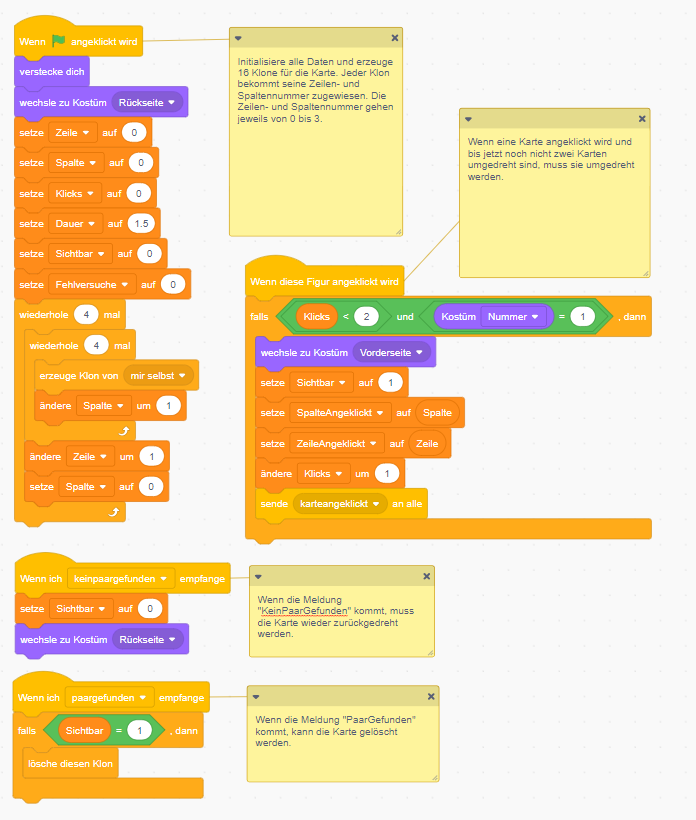 Wenn angeklickt wird
verstecke dich
wechsle zu Kostüm Rückseite
setze Zeile auf 0
setze Spalte auf 0
setze Klicks auf 0
setze Dauer auf 1.5
setze Sichtbar auf 0
setze Fehlversuche auf 0
wiederhole 4 mal
wiederhole 4 mal
erzeuge Klon von mir selbst
ändere Spalte um 1
ändere Zeile um 1
setze Spalte auf 0
Initialisiere alle Daten und erzeuge
16 Klone für die Karte. Jeder Klon
bekommt seine Zeilen- und
Spaltennummer zugewiesen. Die
Zeilen- und Spaltennummer gehen
jeweils von 0 bis 3.
Wenn eine Karte angeklickt wird und
bis jetzt noch nicht zwei Karten
umgedreht sind, muss sie umgedreht
werden.
Wenn diese Figur angeklickt wird
falls Klicks < 2 und Kostüm Nummer = 1 , dann
wechsle zu Kostüm Vorderseite
setze Sichtbar auf 1
setze SpalteAngeklickt auf Spalte
setze ZeileAngeklickt auf Zeile
ändere Klicks um 1
sende karteangeklickt an alle
Wenn ich keinpaargefunden empfange
setze Sichtbar auf 0
wechsle zu Kostüm Rückseite
Wenn die Meldung
"KeinPaarGefunden" kommt, muss
die Karte wieder zurückgedreht
werden.
Wenn ich paargefunden empfange
falls Sichtbar = 1 , dann
lösche diesen Klon
Wenn die Meldung "PaarGefunden"
kommt, kann die Karte gelöscht
werden.